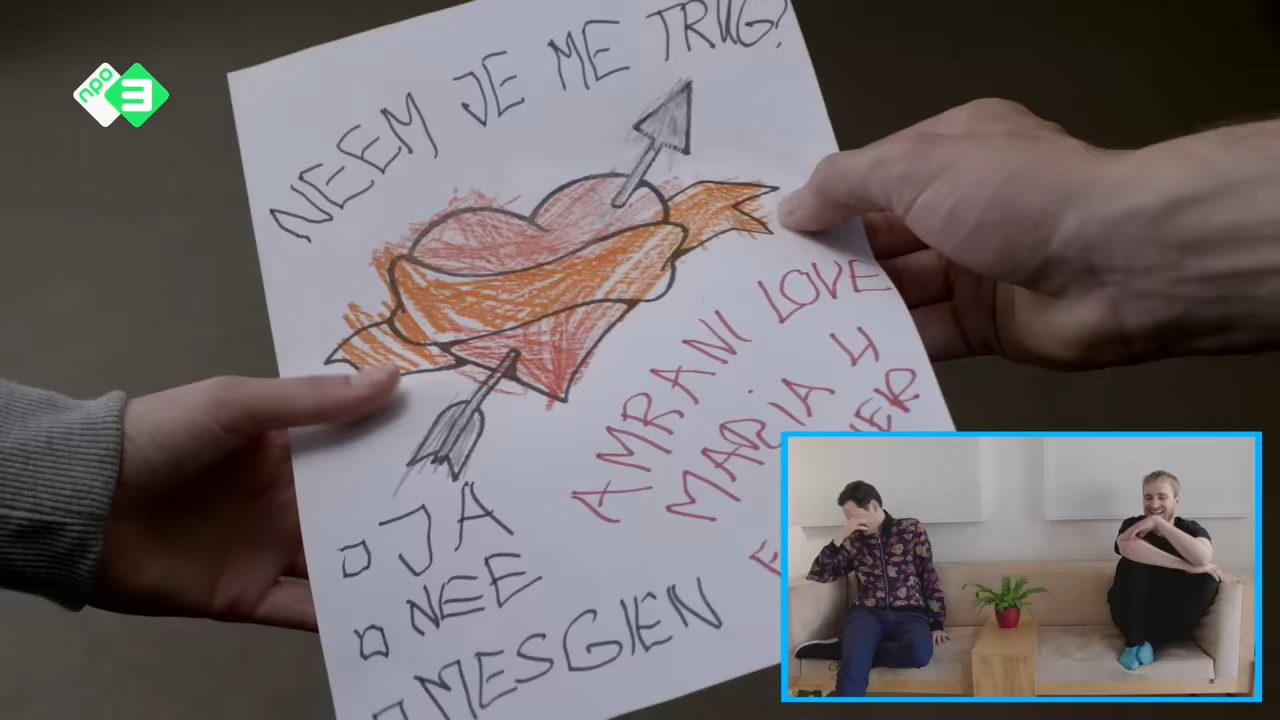 npo 3
NEEM JE ME TRUG?
AMRANI LOVE
MARIA 4
JA
NEE
MESGIEN